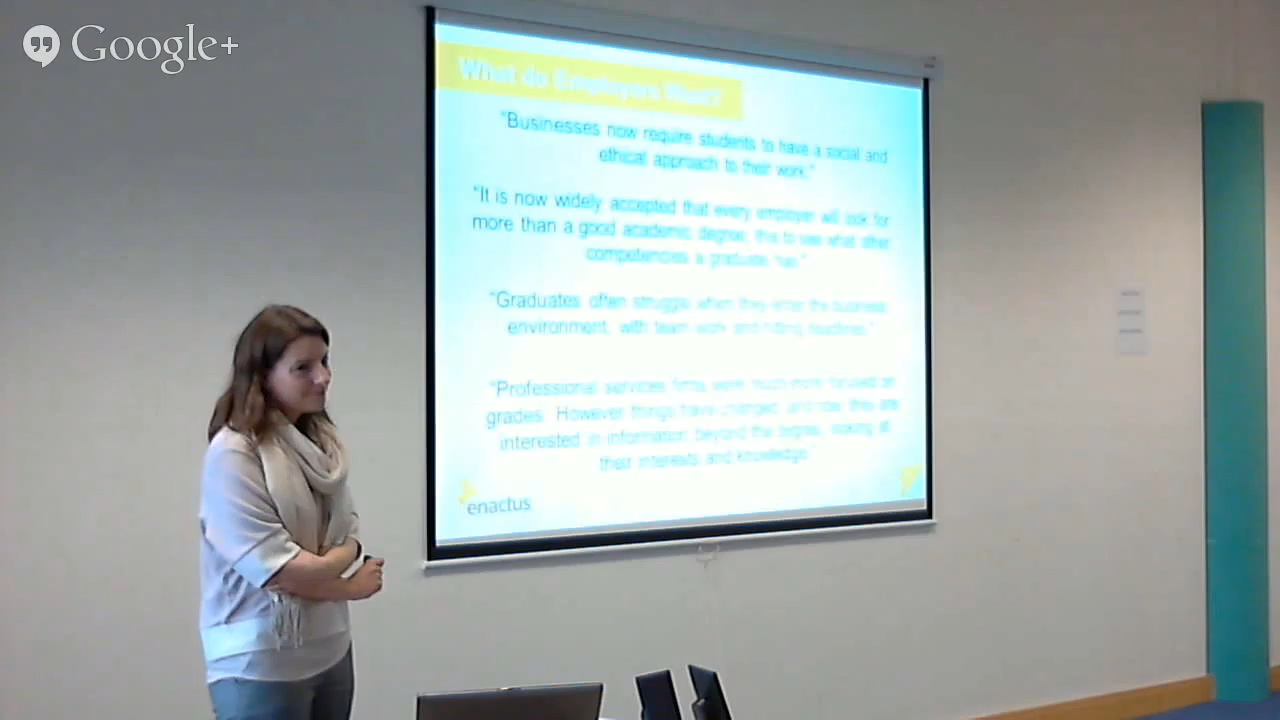 Google+
What do Employers Want?
"Businesses now require students to have a social and
ethical approach to their work."
"It is now widely accepted that every employer will look for
more than a good academic degree, this to see what other
competencies a graduate has."
"Graduates often struggle when they enter the business
environment, with team work and hitting deadlines."
"Professional services firms were much more focused on
grades. However things have changed, and now they are
interested in information beyond the degree, looking at
their interests and knowledge
enactus